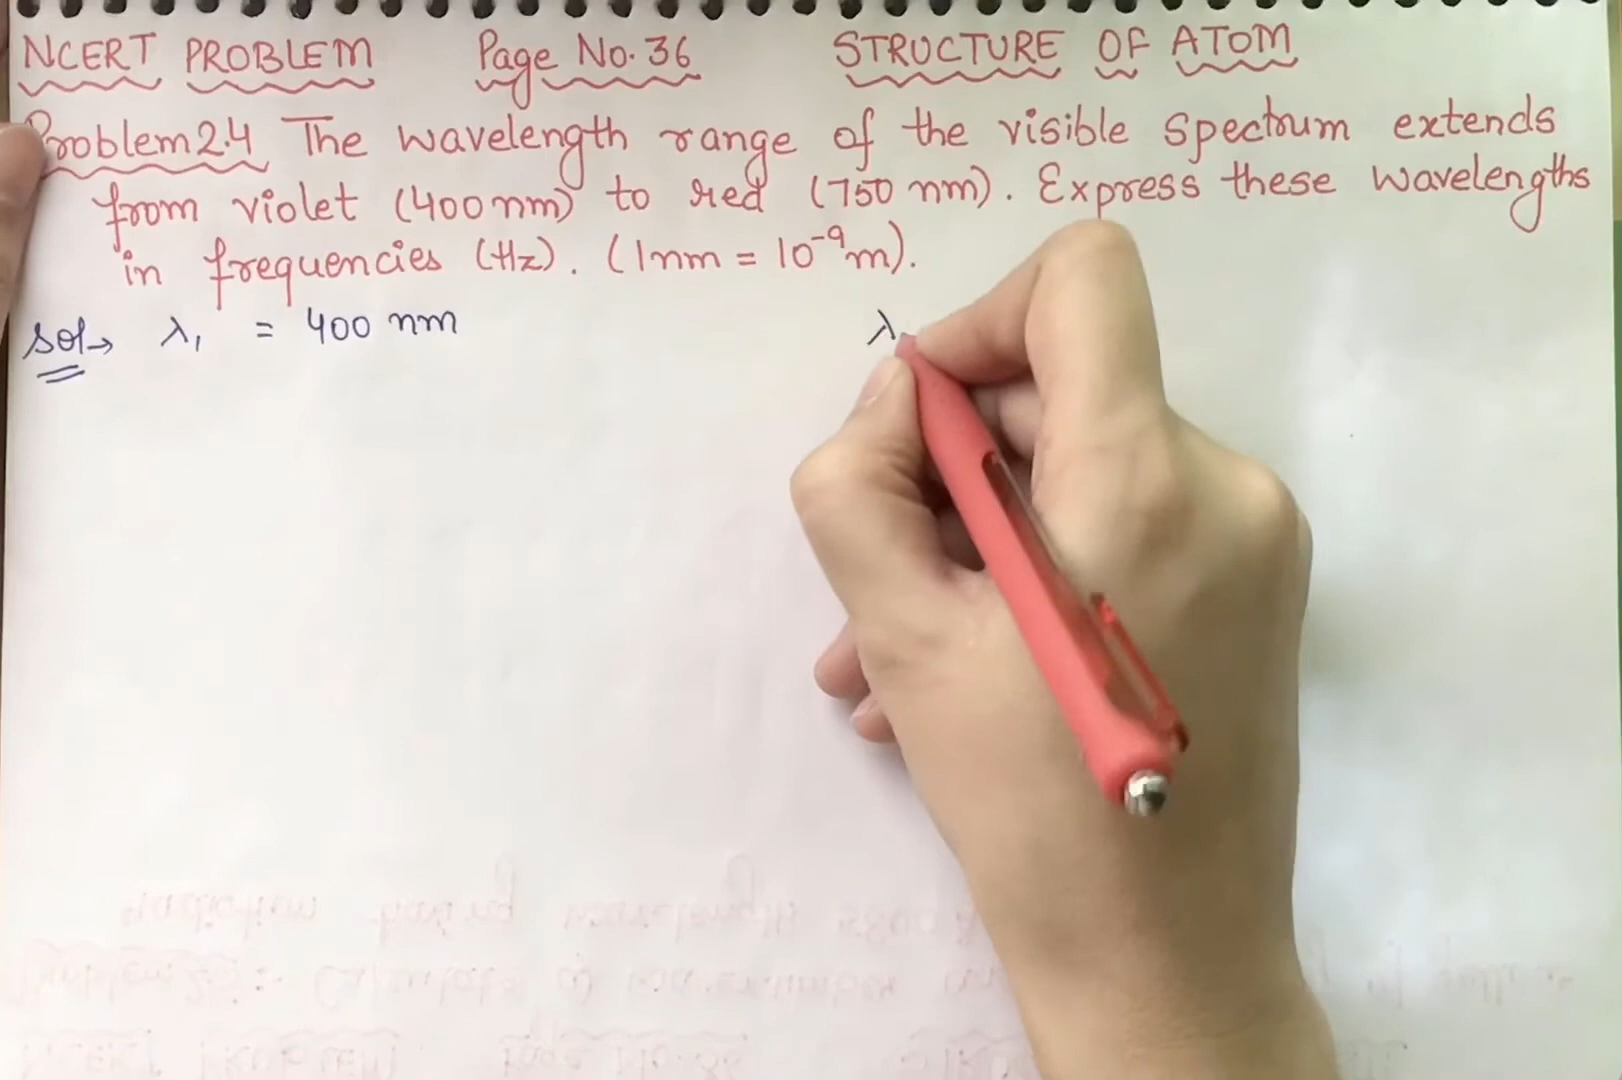 NCERT PROBLEM Page No. 36 STRUCTURE OF ATOM
Problem 2.4 The wavelength range of the visible spectrum extends
from violet (400 nm) to red (750 nm). Express these wavelengths
in frequencies (Hz). (1nm = 10⁻⁹m).
Sol→ λ₁ = 400 nm λ